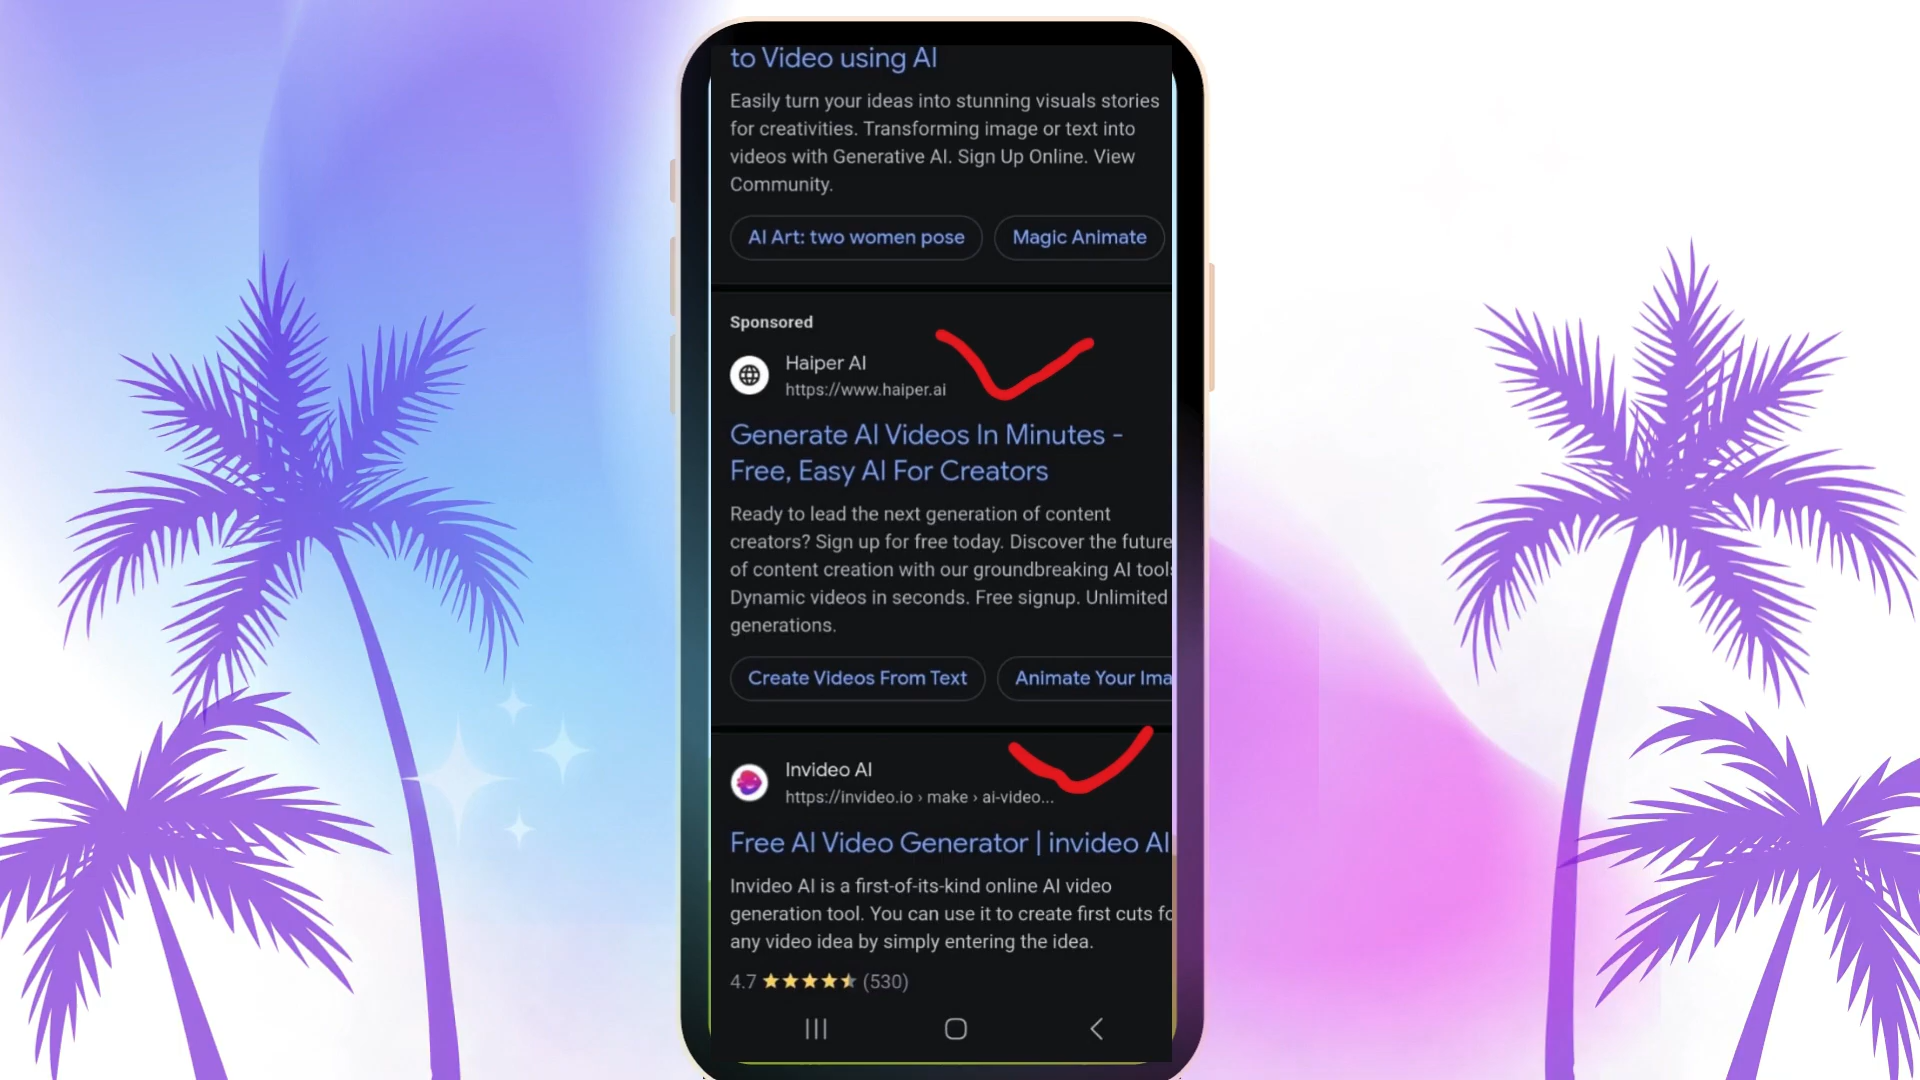 to Video using AI
Easily turn your ideas into stunning visuals stories
for creativities. Transforming image or text into
videos with Generative AI. Sign Up Online. View
Community.
AI Art: two women pose
Magic Animate
Sponsored
Haiper AI
https://www.haiper.ai
Generate AI Videos In Minutes -
Free, Easy AI For Creators
Ready to lead the next generation of content
creators? Sign up for free today. Discover the future
of content creation with our groundbreaking AI tools
Dynamic videos in seconds. Free signup. Unlimited
generations.
Create Videos From Text
Animate Your Ima
Invideo AI
https://invideo.io › make › ai-video...
Free AI Video Generator | invideo AI
Invideo AI is a first-of-its-kind online AI video
generation tool. You can use it to create first cuts fo
any video idea by simply entering the idea.
4.7 (530)